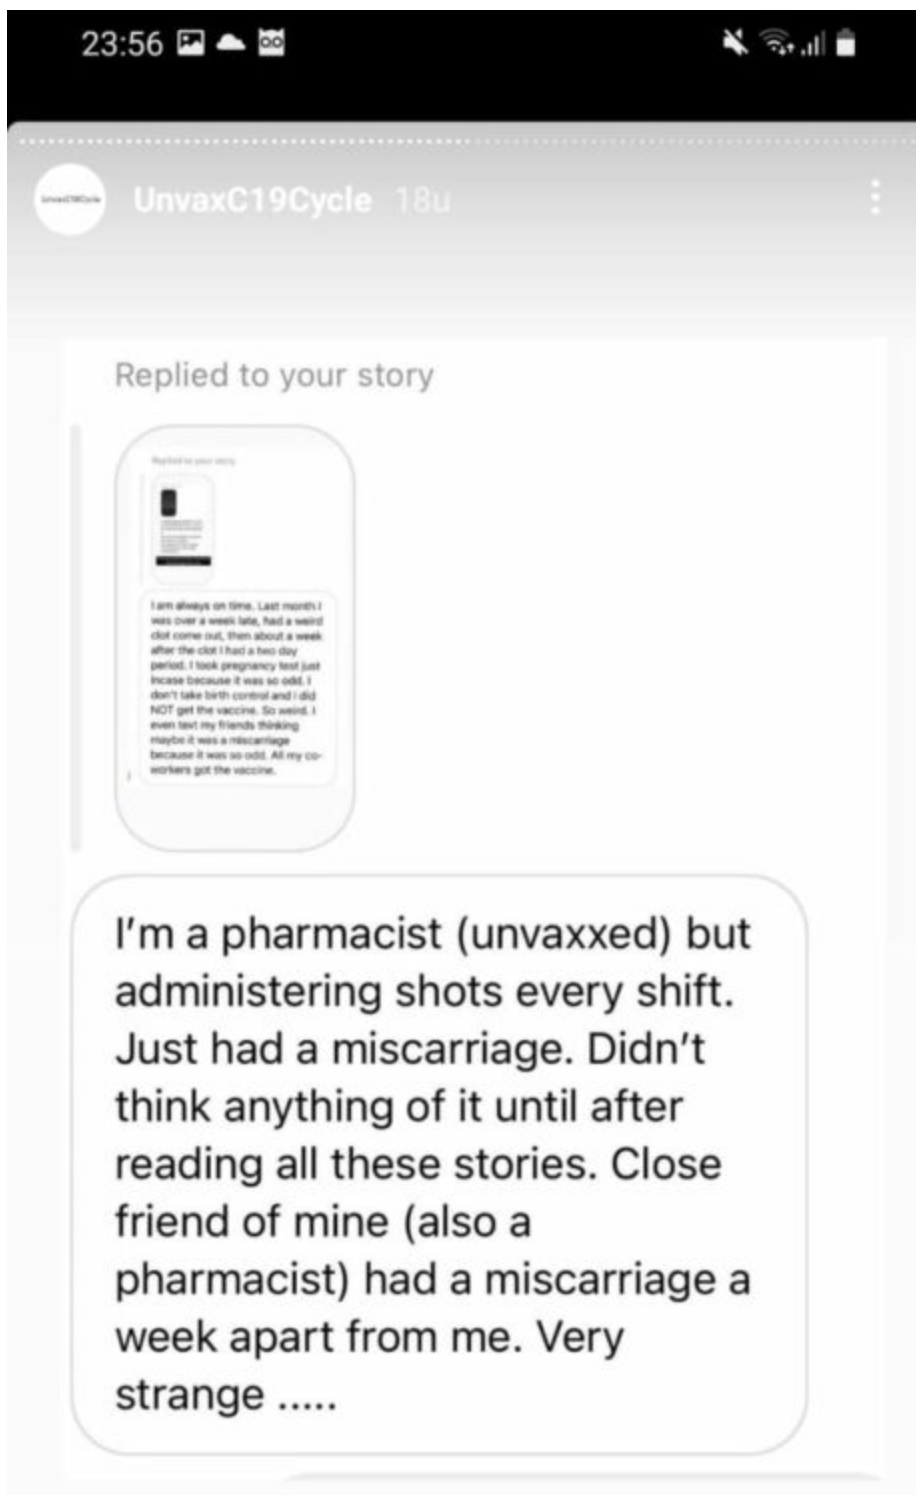 23:56
UnvaxC19Cycle 18u
Replied to your story
Replied to your story
I am always on time. Last month I
was over a week late, had a weird
clot come out, then about a week
after the clot I had a two day
period. I took pregnancy test just
incase because it was so odd. I
don't take birth control and I did
NOT get the vaccine. So weird. I
even text my friends thinking
maybe it was a miscarriage
because it was so odd. All my co-
workers got the vaccine.
I'm a pharmacist (unvaxxed) but
administering shots every shift.
Just had a miscarriage. Didn't
think anything of it until after
reading all these stories. Close
friend of mine (also a
pharmacist) had a miscarriage a
week apart from me. Very
strange .....